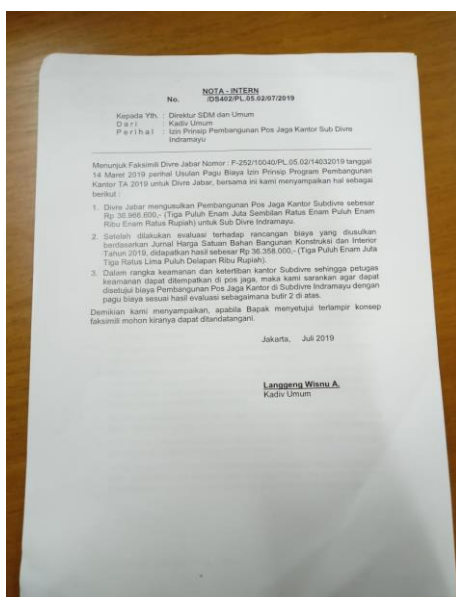 NOTA - INTERN
No. /DS402/PL.05.02/07/2019
Kepada Yth. : Direktur SDM dan Umum
Dari : Kadiv Umum
Perihal : Izin Prinsip Pembangunan Pos Jaga Kantor Sub Divre
Indramayu
Menunjuk Faksimili Divre Jabar Nomor : F-252/10040/PL.05.02/14032019 tanggal
14 Maret 2019 perihal Usulan Pagu Biaya Izin Prinsip Program Pembangunan
Kantor TA 2019 untuk Divre Jabar, bersama ini kami menyampaikan hal sebagai
berikut :
1. Divre Jabar mengusulkan Pembangunan Pos Jaga Kantor Subdivre sebesar
Rp 36.966.600,- (Tiga Puluh Enam Juta Sembilan Ratus Enam Puluh Enam
Ribu Enam Ratus Rupiah) untuk Sub Divre Indramayu.
2. Setelah dilakukan evaluasi terhadap rancangan biaya yang diusulkan
berdasarkan Jurnal Harga Satuan Bahan Bangunan Konstruksi dan Interior
Tahun 2019, didapatkan hasil sebesar Rp 36.358.000,- (Tiga Puluh Enam Juta
Tiga Ratus Lima Puluh Delapan Ribu Rupiah).
3. Dalam rangka keamanan dan ketertiban kantor Subdivre sehingga petugas
keamanan dapat ditempatkan di pos jaga, maka kami sarankan agar dapat
disetujui biaya Pembangunan Pos Jaga Kantor di Subdivre Indramayu dengan
pagu biaya sesuai hasil evaluasi sebagaimana butir 2 di atas.
Demikian kami menyampaikan, apabila Bapak menyetujui terlampir konsep
faksimili mohon kiranya dapat ditandatangani.
Jakarta, Juli 2019
Langgeng Wisnu A.
Kadiv Umum